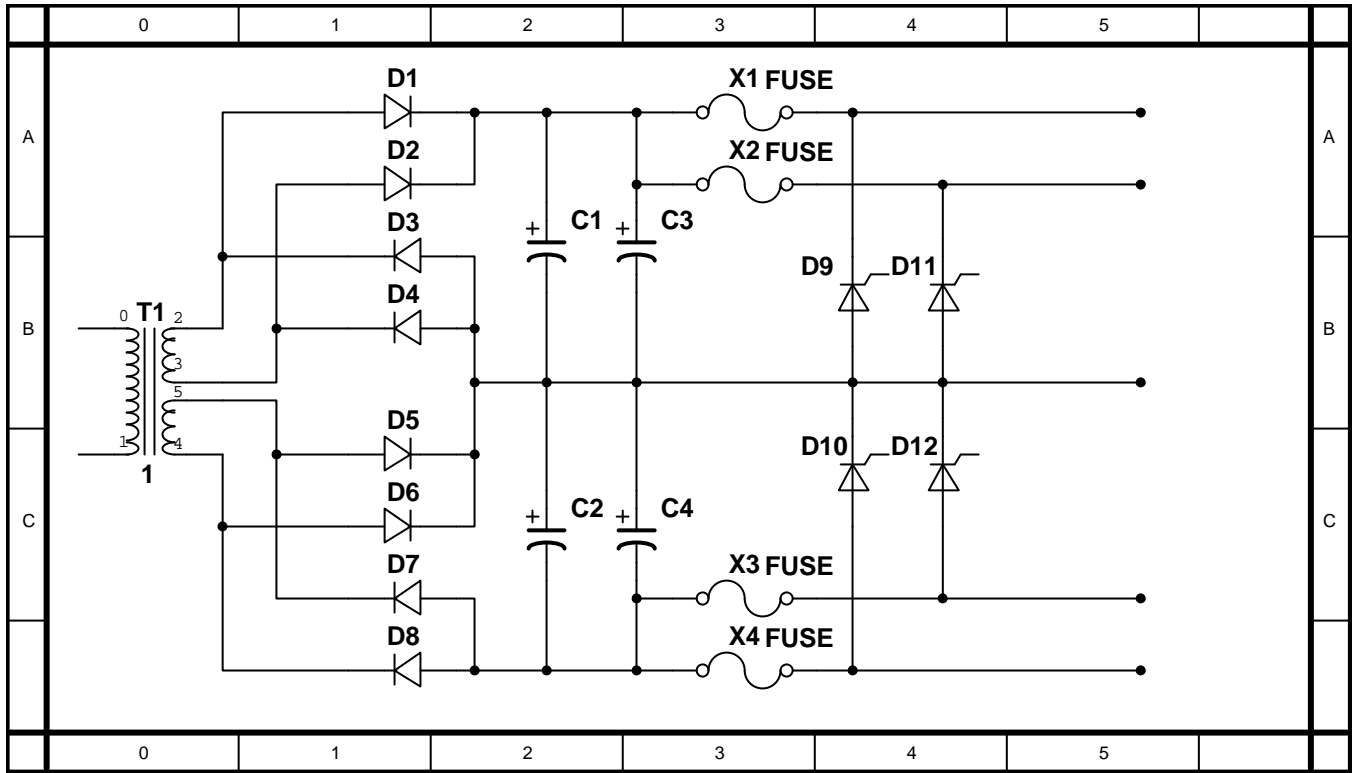 0 1 2 3 4 5
D1 X1 FUSE
A A
D2 X2 FUSE
D3 C1 C3
D9 D11
D4
0 T1 2
B B
3
5
D5
1 4 D10 D12
1
D6 C2 C4
C C
D7 X3 FUSE
D8 X4 FUSE
0 1 2 3 4 5